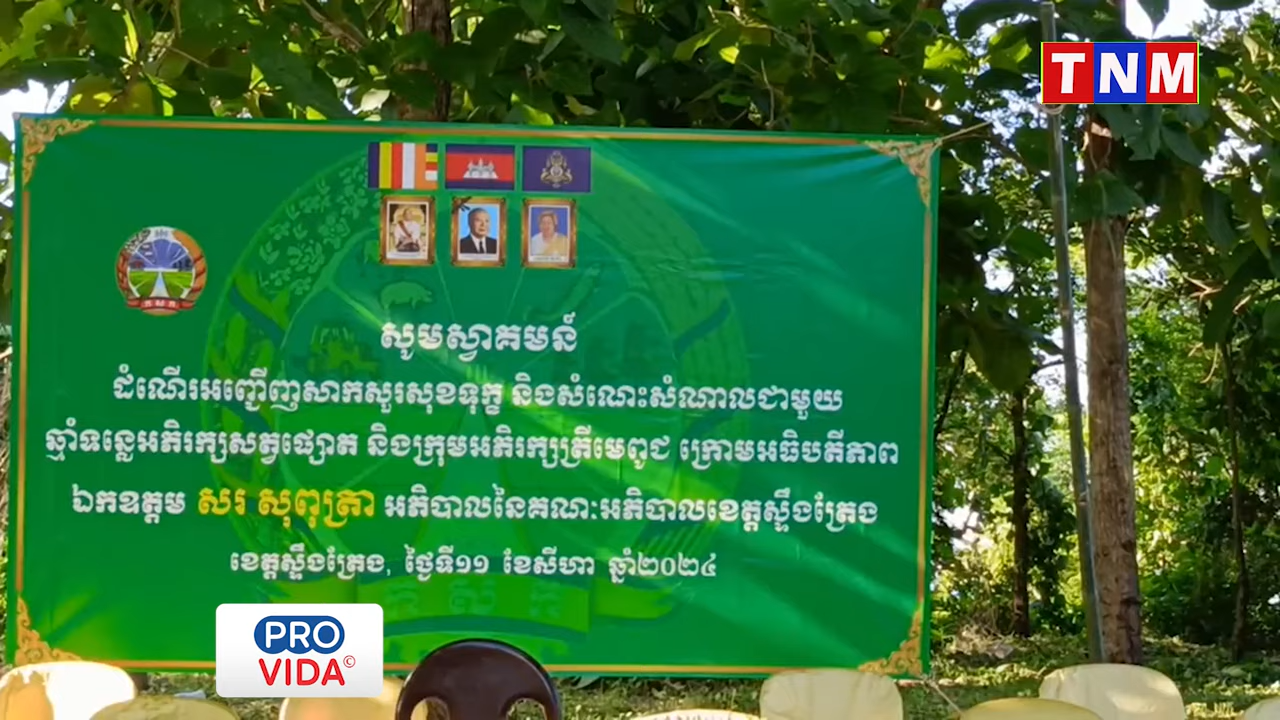 TNM
ក ស ក
សូមស្វាគមន៍
ដំណើរអញ្ជើញសាកសួរសុខទុក្ខ និងសំណេះសំណាលជាមួយ
ឆ្មាំទន្លេអភិរក្សសត្វផ្សោត និងក្រុមអភិរក្សត្រីមេពូជ ក្រោមអធិបតីភាព
ឯកឧត្តម សរ សុពុត្រា អភិបាលនៃគណៈអភិបាលខេត្តស្ទឹងត្រែង
ខេត្តស្ទឹងត្រែង, ថ្ងៃទី១១ ខែសីហា ឆ្នាំ២០២៤
ក ស ក
PRO
VIDA©